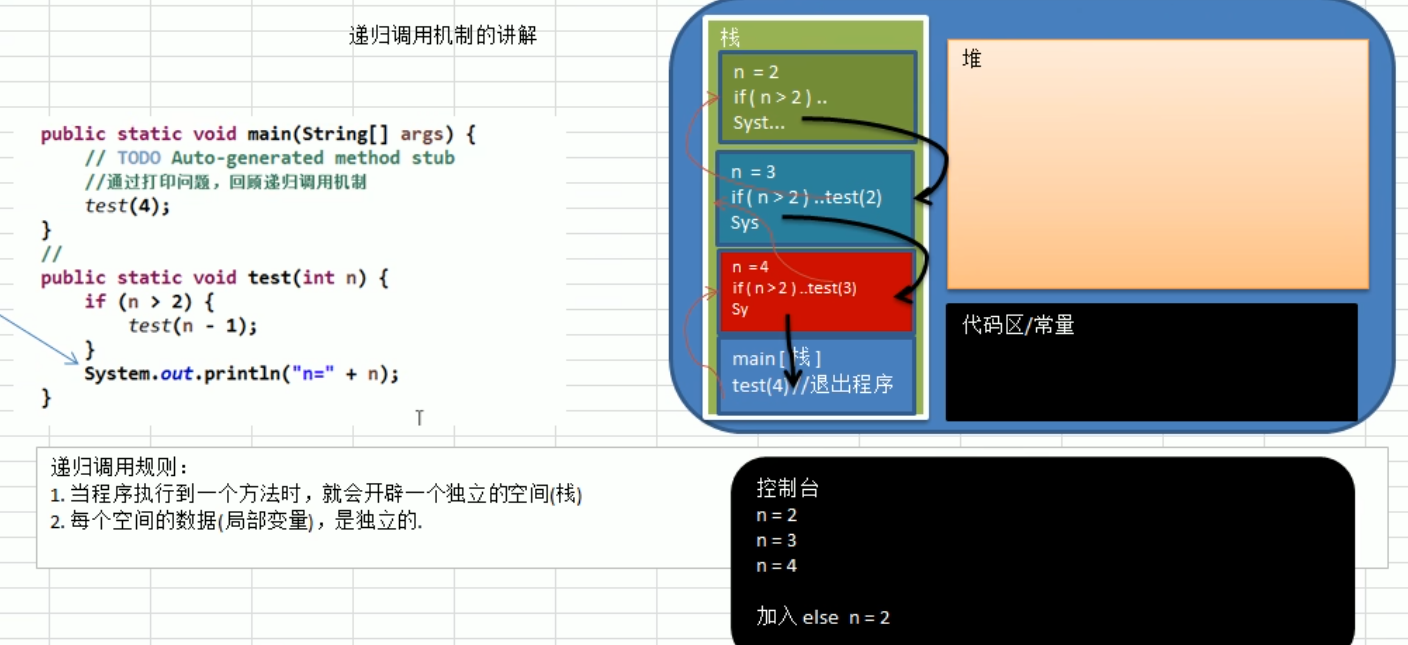 递归调用机制的讲解
public static void main(String[] args) {
// TODO Auto-generated method stub
//通过打印问题，回顾递归调用机制
test(4);
}
//
public static void test(int n) {
if (n > 2) {
test(n - 1);
}
System.out.println("n=" + n);
}
栈
n = 2
if ( n > 2 ) ..
Syst...
n = 3
if ( n > 2 ) ..test(2)
Sys
n =4
if ( n > 2 ) ..test(3)
Sy
main [ 栈 ]
test(4)//退出程序
堆
代码区/常量
递归调用规则：
1. 当程序执行到一个方法时，就会开辟一个独立的空间(栈)
2. 每个空间的数据(局部变量)，是独立的.
控制台
n = 2
n = 3
n = 4
加入 else n = 2